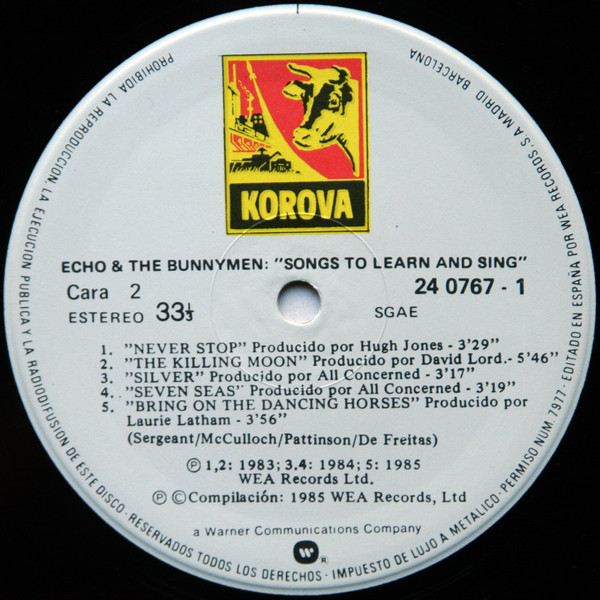 KOROVA
ECHO & THE BUNNYMEN: "SONGS TO LEARN AND SING"
Cara 2
24 0767 - 1
ESTEREO 33⅓
SGAE
1. "NEVER STOP" Producido por Hugh Jones - 3'29"
2. "THE KILLING MOON" Producido por David Lord.- 5'46"
3. "SILVER" Producido por All Concerned - 3'17"
4. "SEVEN SEAS" Producido por All Concerned - 3'19"
5. "BRING ON THE DANCING HORSES" Producido por
Laurie Latham - 3'56"
(Sergeant/McCulloch/Pattinson/De Freitas)
℗ 1,2: 1983; 3.4: 1984; 5: 1985
WEA Records Ltd.
℗ ©Compilación: 1985 WEA Records, Ltd
a Warner Communications Company
R.
PROHIBIDA LA REPRODUCCION, LA EJECUCION PUBLICA Y LA RADIODIFUSION DE ESTE DISCO · RESERVADOS TODOS LOS DERECHOS · IMPUESTO DE LUJO A METALICO · PERMISO NUM. 7977 · EDITADO EN ESPAÑA POR WEA RECORDS, S.A MADRID BARCELONA